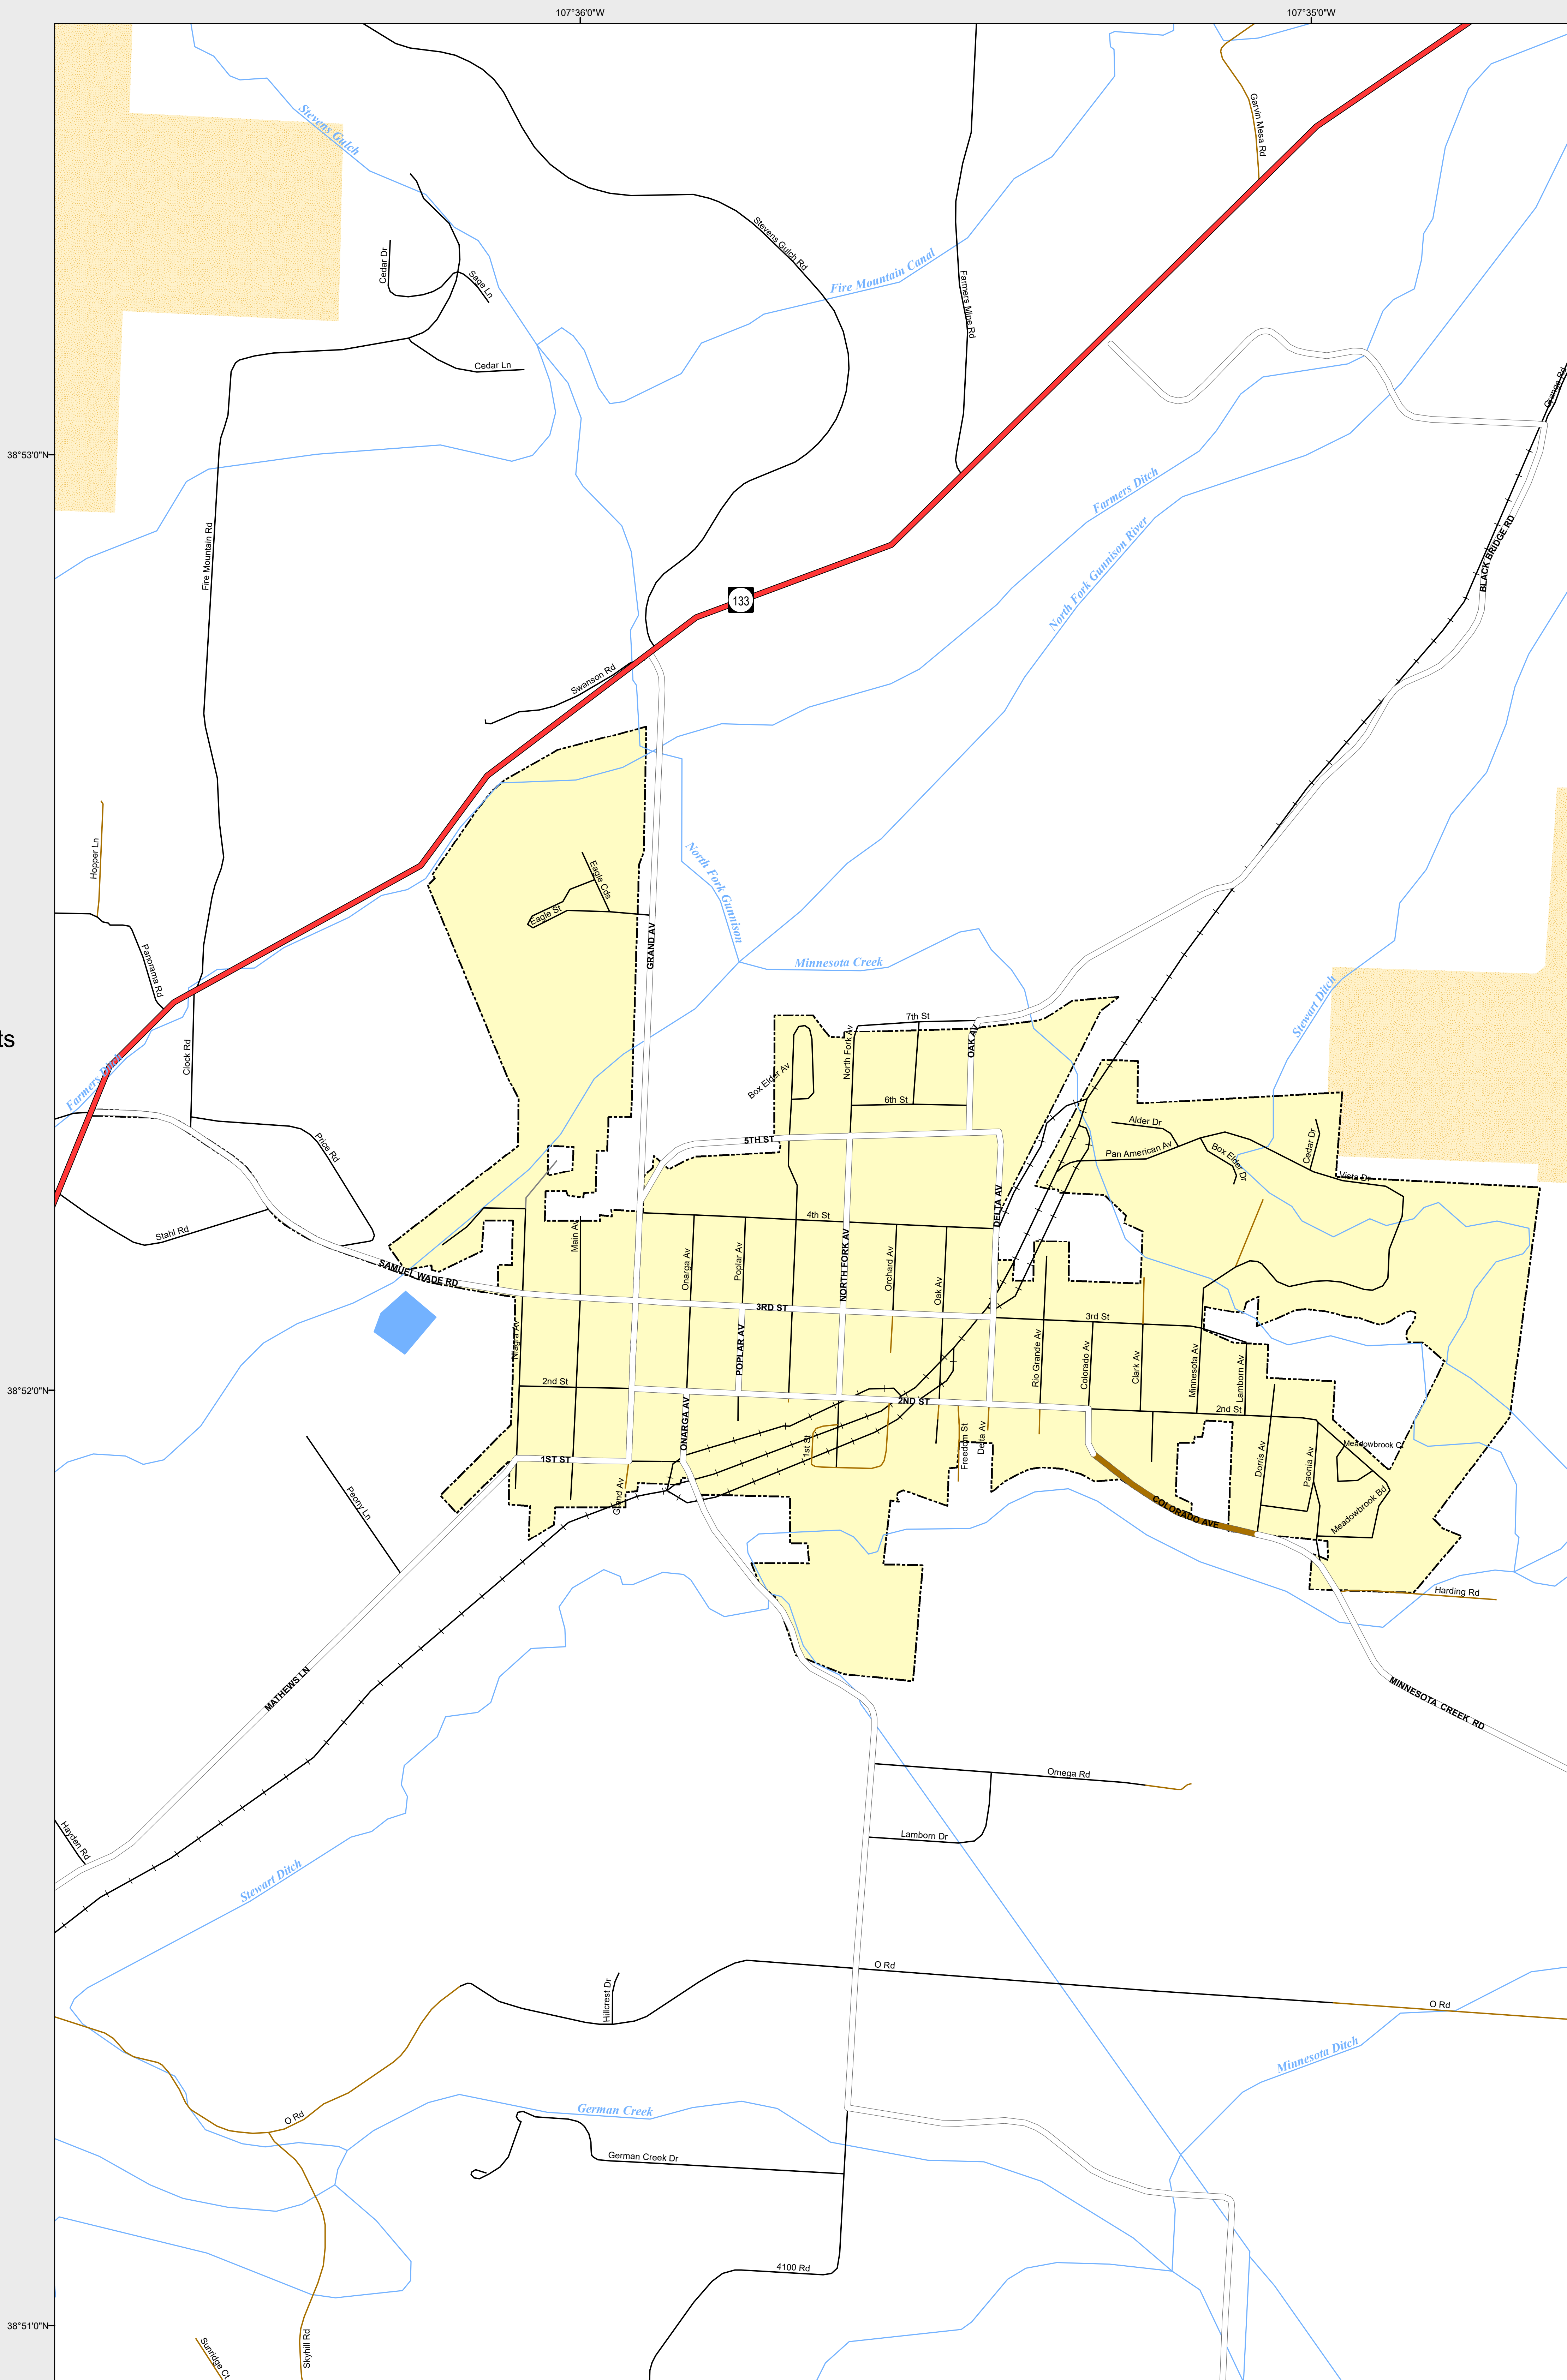 107°36'0"W
107°35'0"W
Garvin Mesa Rd
Stevens Gulch
Stevens Gulch Rd
Cedar Dr
Sage Ln
Fire Mountain Canal
Farmers Mine Rd
Cedar Ln
Orange Rd
38°53'0"N
Farmers Ditch
North Fork Gunnison River
Fire Mountain Rd
BLACK BRIDGE RD
133
Swanson Rd
Hopper Ln
Eagle Cds
Eagle St
North Fork Gunnison
GRAND AV
Panorama Rd
Minnesota Creek
Stewart Ditch
ts
7th St
OAK AV
North Fork Av
Clock Rd
Farmers Ditch
Box Elder Av
6th St
Alder Dr
Price Rd
5TH ST
Pan American Av
Box Elder Dr
Cedar Dr
Vista Dr
DELTA AV
4th St
Stahl Rd
Main Av
SAMUEL WADE RD
Onarga Av
Poplar Av
NORTH FORK AV
Orchard Av
Oak Av
3RD ST
3rd St
Niagra Av
POPLAR AV
Rio Grande Av
Colorado Av
Clark Av
Minnesota Av
Lamborn Av
38°52'0"N
2nd St
2ND ST
2nd St
ONARGA AV
1st St
Freedom St
Delta Av
Dorris Av
Paonia Av
Meadowbrook C
1ST ST
Grand Av
Peony Ln
COLORADO AVE
Meadowbrook Bd
Harding Rd
MATHEWS LN
MINNESOTA CREEK RD
Omega Rd
Hayden Rd
Lamborn Dr
Stewart Ditch
O Rd
Hillcrest Dr
O Rd
Minnesota Ditch
German Creek
O Rd
German Creek Dr
4100 Rd
38°51'0"N
Skyhill Rd
Sunridge Ct